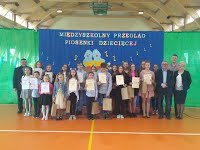 MIĘDZYSZKOLNY PRZEGLĄD
PIOSENKI DZIECIĘCEJ